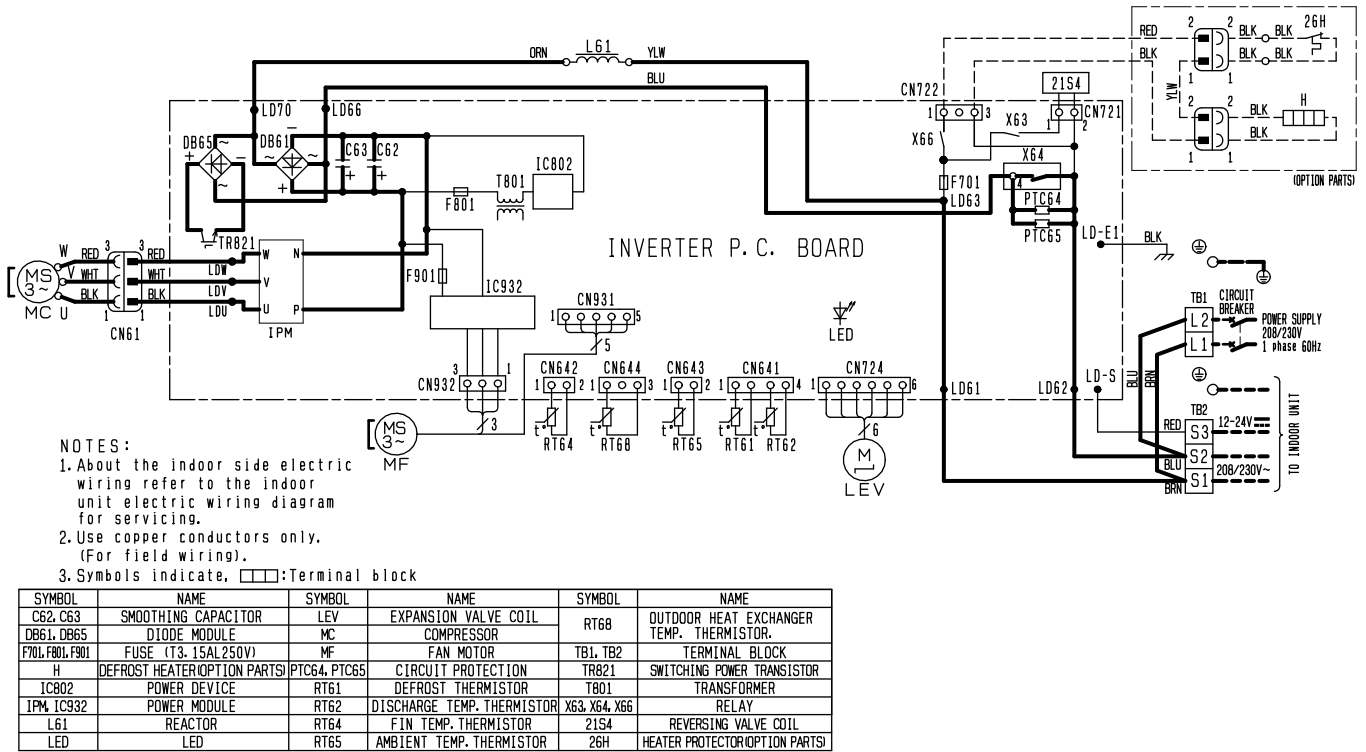 ORN L61 YLW
BLU
RED
BLK
2 2 BLK BLK 26H
BLK BLK
1 1
YLW
2 2 BLK H
BLK
1 1
(OPTION PARTS)
CN722
1 3
21S4
CN721
1 2
X63
X66
X64
4
F701
LD63
PTC64
PTC65
LD-E1 BLK
LD70 LD66
DB65 ~ + - ~
DB61 - ~ ~ +
C63 C62
+ +
IC802
T801
F801
TR821
INVERTER P.C. BOARD
W RED 3 3 RED LDW W N
V WHT WHT LDV V
U BLK 1 1 BLK LDU U P
MS
3~
MC
CN61
IPM
F901
IC932
CN931
1 5
5
LED
CN932
3 1
3
CN642
1 2
CN644
1 3
CN643
1 2
CN641
1 4
CN724
1 6
6
t° RT64
t° RT68
t° RT65
t° RT61 t° RT62
MS
3~
MF
M
LEV
LD61 LD62 LD-S
TB1
L2
L1
CIRCUIT
BREAKER
POWER SUPPLY
208/230V
1 phase 60Hz
BLU
BRN
TB2
RED S3 12-24V
BLU S2
BRN S1 208/230V~
TO INDOOR UNIT
NOTES:
1. About the indoor side electric
wiring refer to the indoor
unit electric wiring diagram
for servicing.
2. Use copper conductors only.
(For field wiring).
3. Symbols indicate, :Terminal block
SYMBOL NAME SYMBOL NAME SYMBOL NAME
C62, C63 SMOOTHING CAPACITOR LEV EXPANSION VALVE COIL RT68 OUTDOOR HEAT EXCHANGER
TEMP. THERMISTOR.
DB61, DB65 DIODE MODULE MC COMPRESSOR
F701, F801, F901 FUSE (T3. 15AL250V) MF FAN MOTOR TB1, TB2 TERMINAL BLOCK
H DEFROST HEATER(OPTION PARTS) PTC64, PTC65 CIRCUIT PROTECTION TR821 SWITCHING POWER TRANSISTOR
IC802 POWER DEVICE RT61 DEFROST THERMISTOR T801 TRANSFORMER
IPM, IC932 POWER MODULE RT62 DISCHARGE TEMP. THERMISTOR X63, X64, X66 RELAY
L61 REACTOR RT64 FIN TEMP. THERMISTOR 21S4 REVERSING VALVE COIL
LED LED RT65 AMBIENT TEMP. THERMISTOR 26H HEATER PROTECTOR(OPTION PARTS)